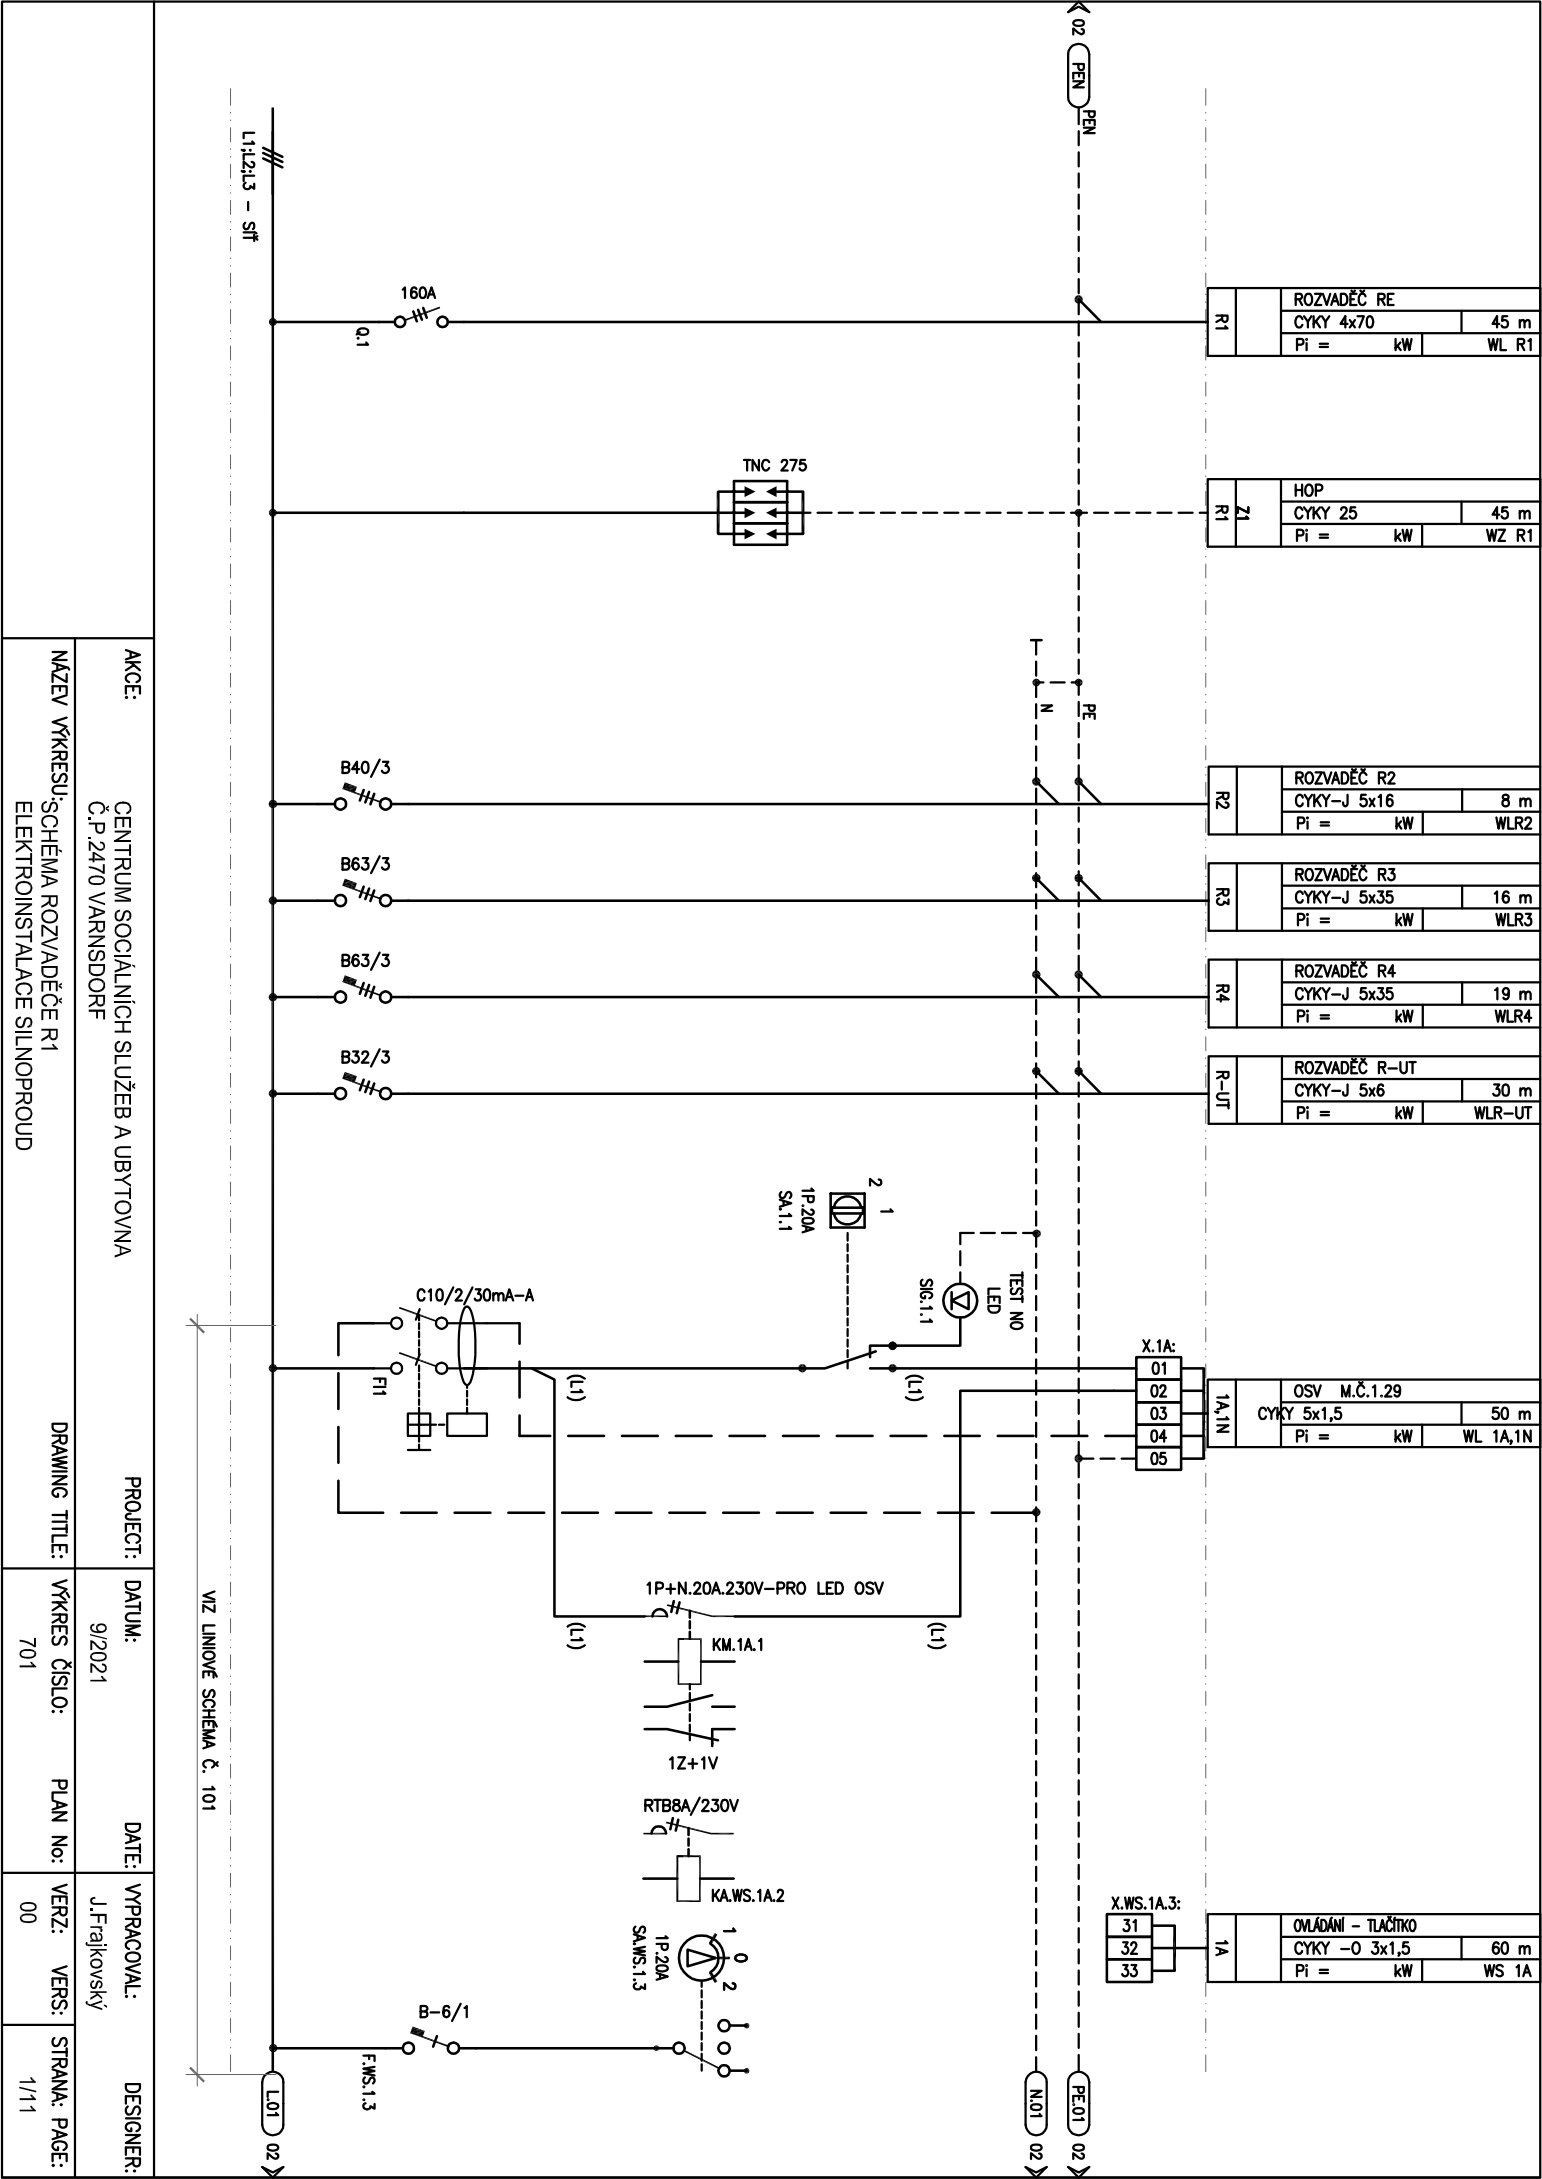 02
PEN
PEN
L1;L2;L3 - SÍŤ
160A
Q.1
ROZVADĚČ RE
R1
CYKY 4x70
45 m
Pi =
kW
WL R1
TNC 275
HOP
R1
Z1
CYKY 25
45 m
Pi =
kW
WZ R1
PE
N
B40/3
ROZVADĚČ R2
R2
CYKY-J 5x16
8 m
Pi =
kW
WLR2
B63/3
ROZVADĚČ R3
R3
CYKY-J 5x35
16 m
Pi =
kW
WLR3
B63/3
ROZVADĚČ R4
R4
CYKY-J 5x35
19 m
Pi =
kW
WLR4
B32/3
ROZVADĚČ R-UT
R-UT
CYKY-J 5x6
30 m
Pi =
kW
WLR-UT
2
1
1P.20A
SA.1.1
TEST NO
LED
SIG.1.1
C10/2/30mA-A
FI1
(L1)
(L1)
X.1A:
01
02
03
04
05
1A,1N
OSV M.Č.1.29
CYKY 5x1,5
50 m
Pi =
kW
WL 1A,1N
1P+N.20A.230V-PRO LED OSV
(L1)
(L1)
KM.1A.1
1Z+1V
RTB8A/230V
KA.WS.1A.2
X.WS.1A.3:
31
32
33
1A
OVLÁDÁNÍ - TLAČÍTKO
CYKY -O 3x1,5
60 m
Pi =
kW
WS 1A
1
0
2
1P.20A
SA.WS.1.3
B-6/1
F.WS.1.3
VIZ LINIOVÉ SCHÉMA Č. 101
L.01
02
N.01
02
PE.01
02
AKCE:
CENTRUM SOCIÁLNÍCH SLUŽEB A UBYTOVNA
Č.P.2470 VARNSDORF
PROJECT:
DATUM:
DATE:
9/2021
VYPRACOVAL:
DESIGNER:
J.Frajkovský
NÁZEV VÝKRESU:
SCHÉMA ROZVADĚČE R1
ELEKTROINSTALACE SILNOPROUD
DRAWING TITLE:
VÝKRES ČÍSLO:
PLAN No:
701
VERZ:
VERS:
00
STRANA:
PAGE:
1/11